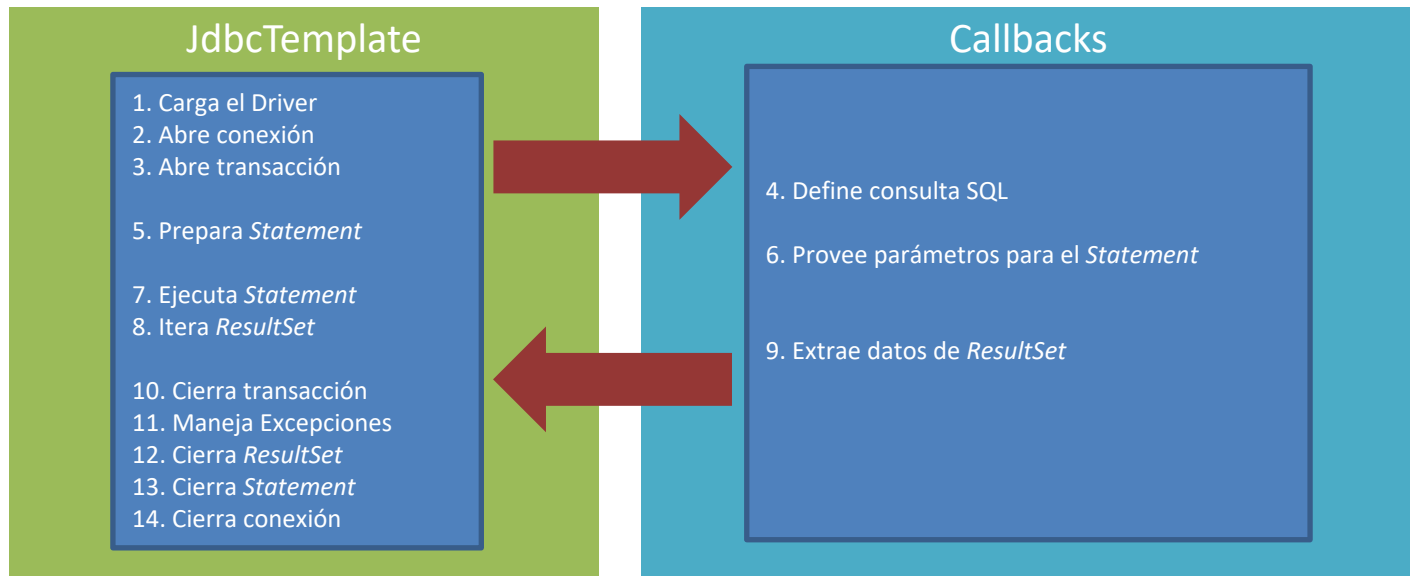 JdbcTemplate
1. Carga el Driver
2. Abre conexión
3. Abre transacción
5. Prepara Statement
7. Ejecuta Statement
8. Itera ResultSet
10. Cierra transacción
11. Maneja Excepciones
12. Cierra ResultSet
13. Cierra Statement
14. Cierra conexión
Callbacks
4. Define consulta SQL
6. Provee parámetros para el Statement
9. Extrae datos de ResultSet